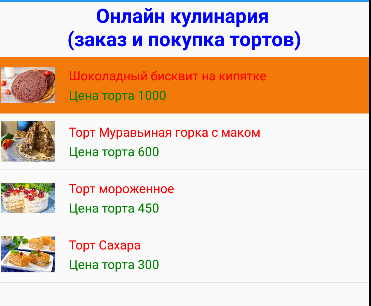 Онлайн кулинария
(заказ и покупка тортов)
Шоколадный бисквит на кипятке
Цена торта 1000
Торт Муравьиная горка с маком
Цена торта 600
Торт мороженное
Цена торта 450
Торт Сахара
Цена торта 300